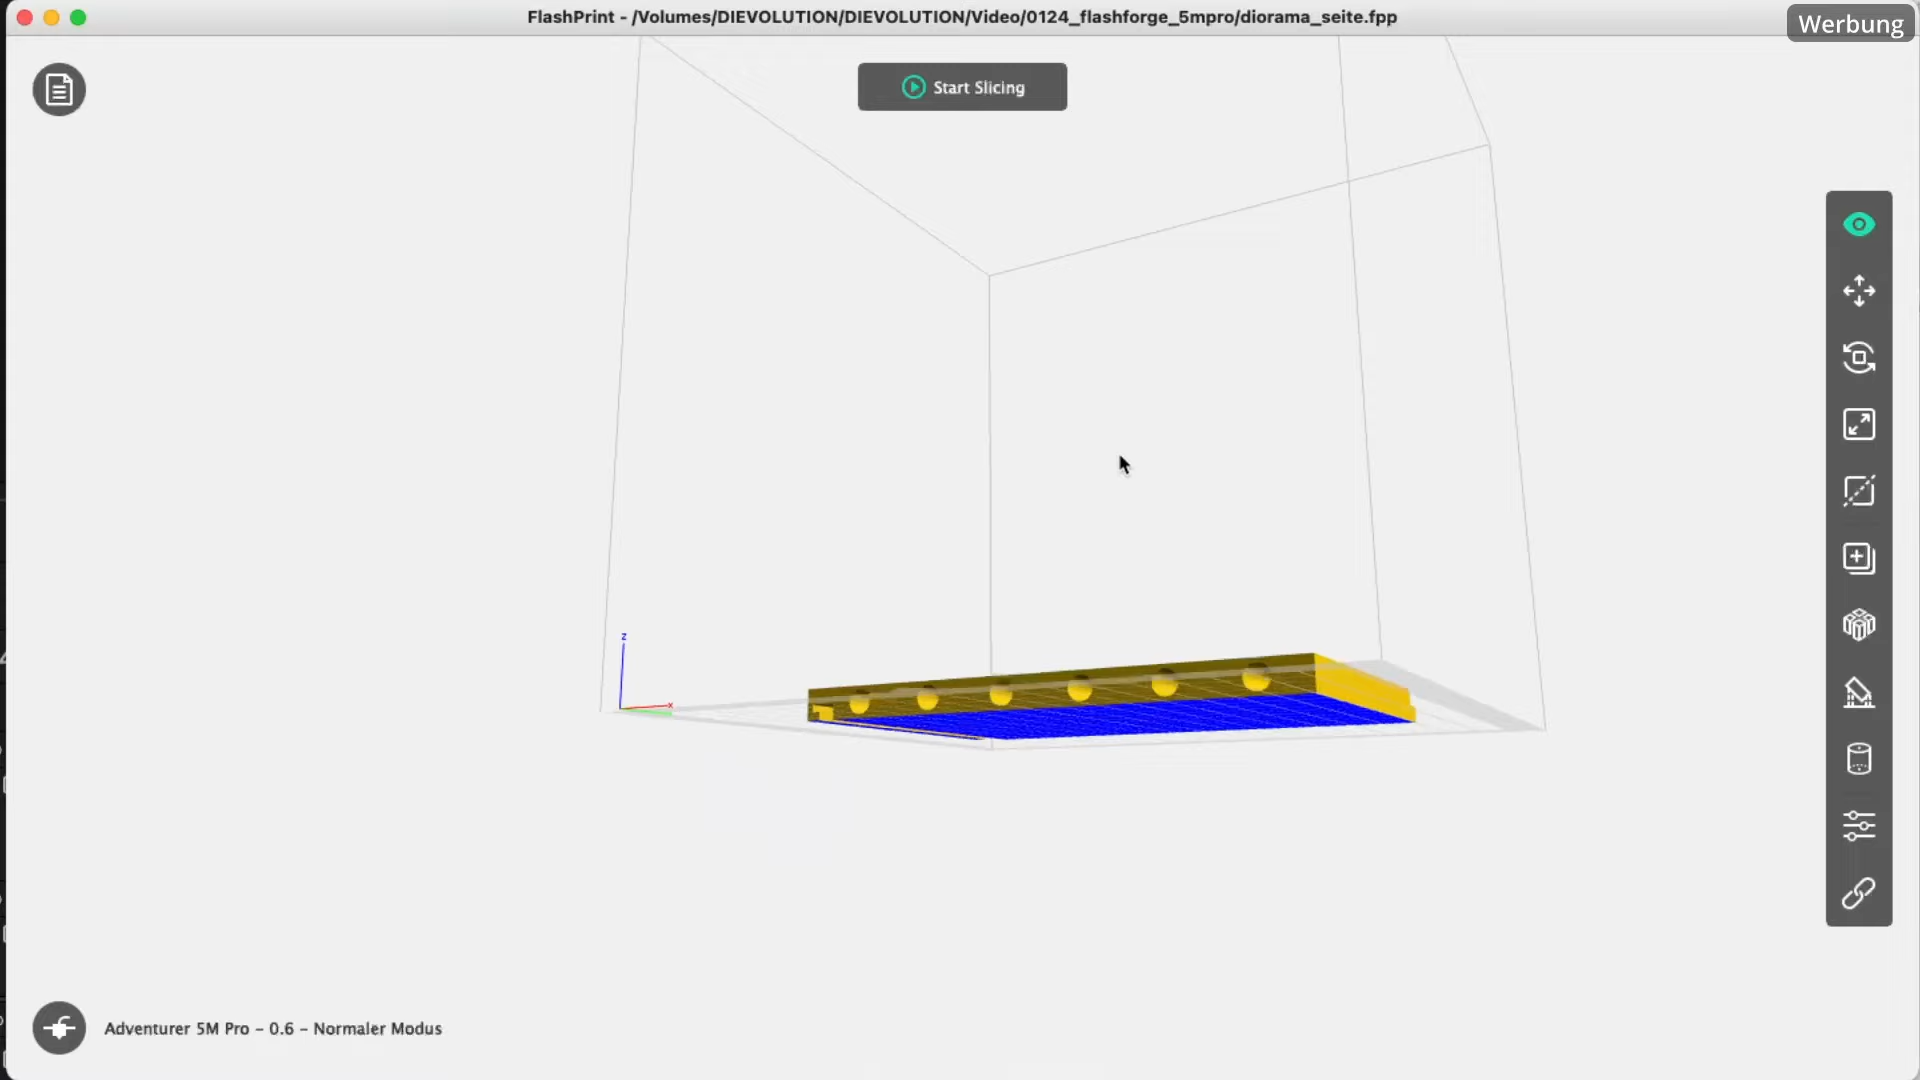 FlashPrint - /Volumes/DIEVOLUTION/DIEVOLUTION/Video/0124_flashforge_5mpro/diorama_seite.fpp
Werbung
Start Slicing
z
x
Adventurer 5M Pro - 0.6 - Normaler Modus